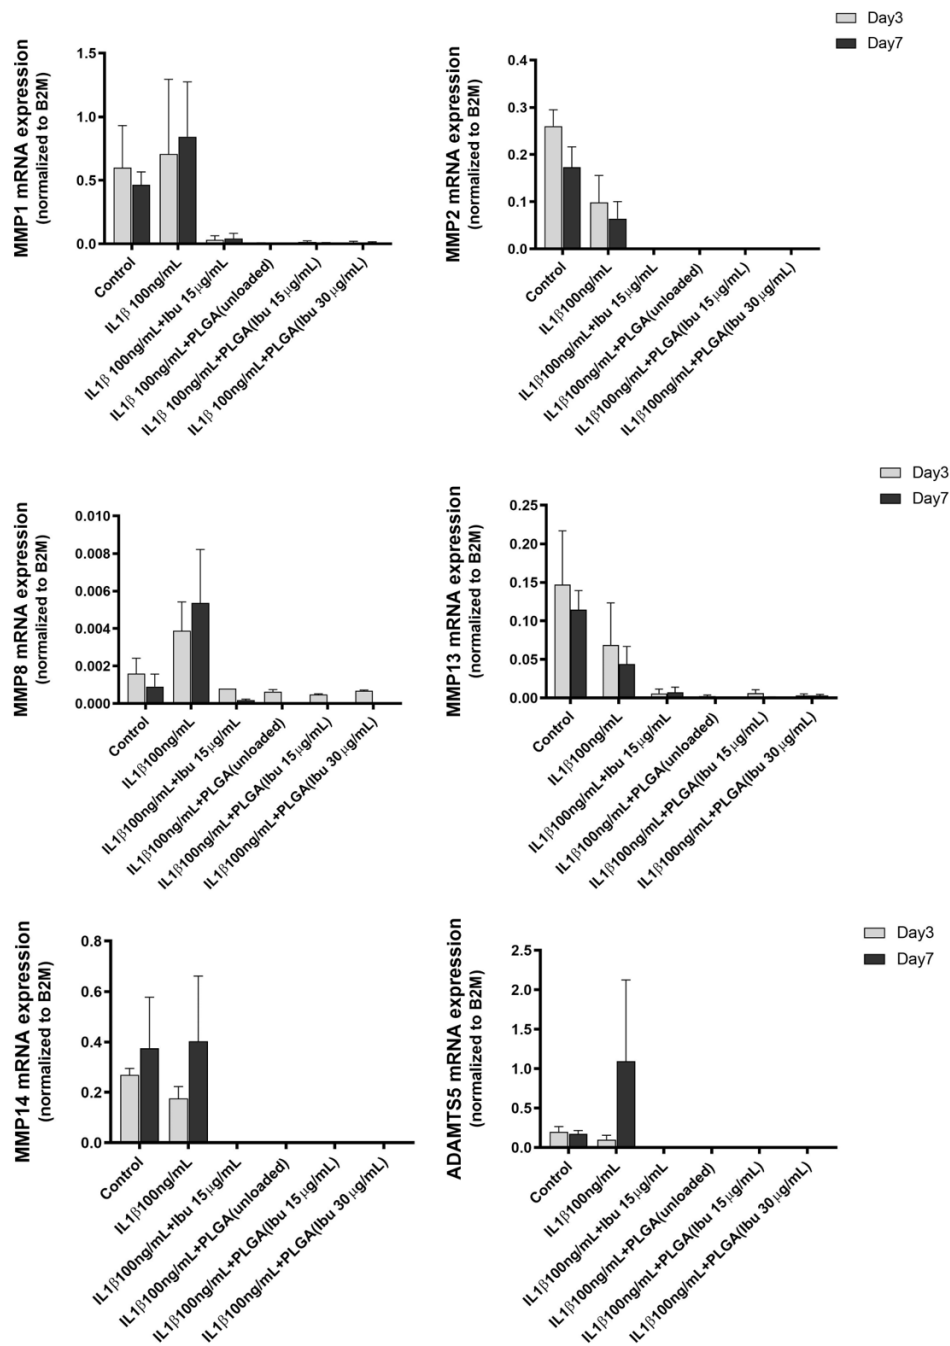 Day3
Day7
MMP1 mRNA expression
(normalized to B2M)
1.5
1.0
0.5
0.0
Control
IL1β 100ng/mL
IL1β 100ng/mL+Ibu 15μg/mL
IL1β 100ng/mL+PLGA(unloaded)
IL1β 100ng/mL+PLGA(Ibu 15μg/mL)
IL1β 100ng/mL+PLGA(Ibu 30μg/mL)
MMP2 mRNA expression
(normalized to B2M)
0.4
0.3
0.2
0.1
0.0
Control
IL1β100ng/mL
IL1β100ng/mL+Ibu 15μg/mL
IL1β100ng/mL+PLGA(unloaded)
IL1β100ng/mL+PLGA(Ibu 15μg/mL)
IL1β100ng/mL+PLGA(Ibu 30μg/mL)
Day3
Day7
MMP8 mRNA expression
(normalized to B2M)
0.010
0.008
0.006
0.004
0.002
0.000
Control
IL1β100ng/mL
IL1β100ng/mL+Ibu 15μg/mL
IL1β100ng/mL+PLGA(unloaded)
IL1β100ng/mL+PLGA(Ibu 15μg/mL)
IL1β100ng/mL+PLGA(Ibu 30μg/mL)
MMP13 mRNA expression
(normalized to B2M)
0.25
0.20
0.15
0.10
0.05
0.00
Control
IL1β100ng/mL
IL1β100ng/mL+Ibu 15μg/mL
IL1β100ng/mL+PLGA(unloaded)
IL1β100ng/mL+PLGA(Ibu 15μg/mL)
IL1β100ng/mL+PLGA(Ibu 30μg/mL)
Day3
Day7
MMP14 mRNA expression
(normalized to B2M)
0.8
0.6
0.4
0.2
0.0
Control
IL1β100ng/mL
IL1β100ng/mL+Ibu 15μg/mL
IL1β100ng/mL+PLGA(unloaded)
IL1β100ng/mL+PLGA(Ibu 15μg/mL)
IL1β100ng/mL+PLGA(Ibu 30μg/mL)
ADAMTS5 mRNA expression
(normalized to B2M)
2.5
2.0
1.5
1.0
0.5
0.0
Control
IL1β100ng/mL
IL1β100ng/mL+Ibu 15μg/mL
IL1β100ng/mL+PLGA(unloaded)
IL1β100ng/mL+PLGA(Ibu 15μg/mL)
IL1β100ng/mL+PLGA(Ibu 30μg/mL)